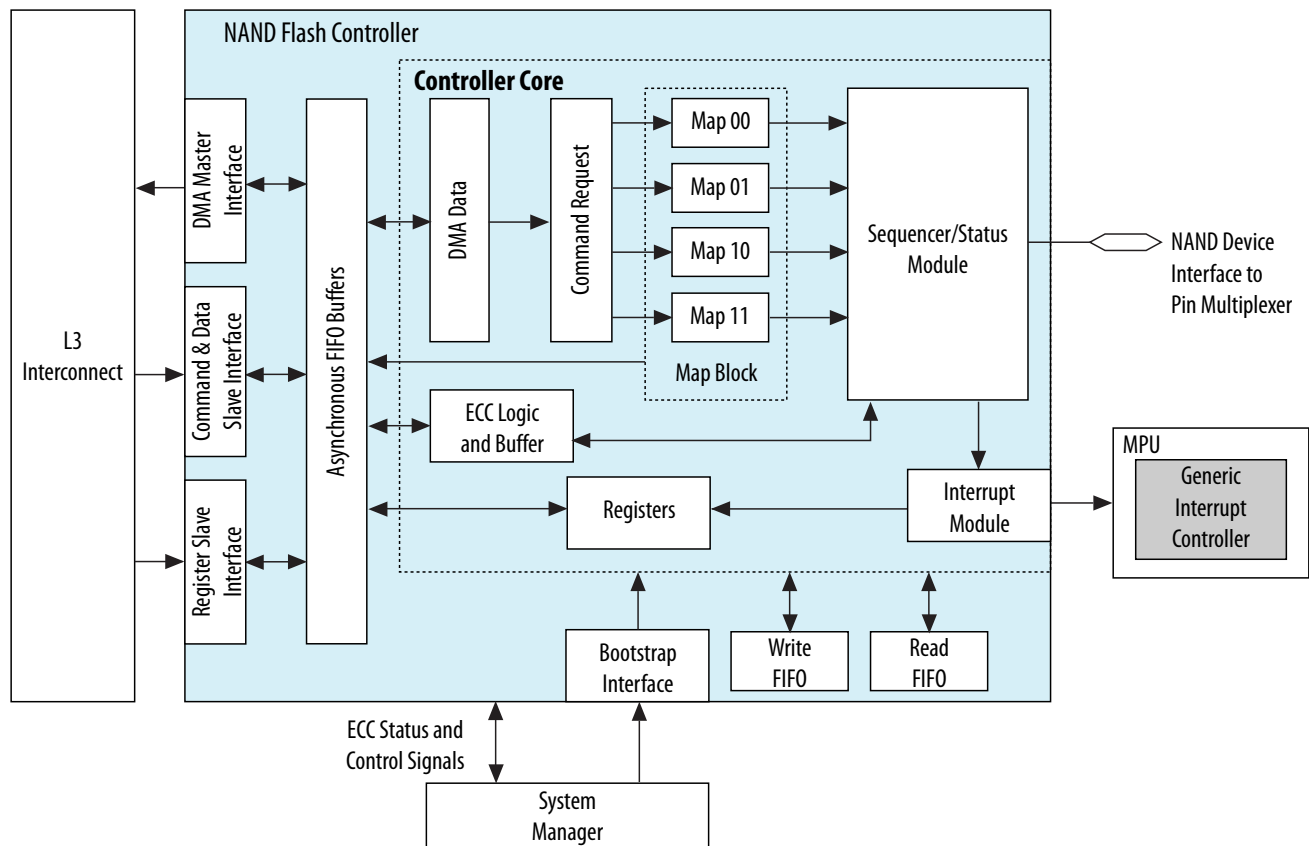 NAND Flash Controller
Controller Core
L3
Interconnect
DMA Master
Interface
Command & Data
Slave Interface
Register Slave
Interface
Asynchronous FIFO Buffers
DMA Data
Command Request
Map 00
Map 01
Map 10
Map 11
Map Block
Sequencer/Status
Module
NAND Device
Interface to
Pin Multiplexer
ECC Logic
and Buffer
Registers
Interrupt
Module
MPU
Generic
Interrupt
Controller
Bootstrap
Interface
Write
FIFO
Read
FIFO
ECC Status and
Control Signals
System
Manager